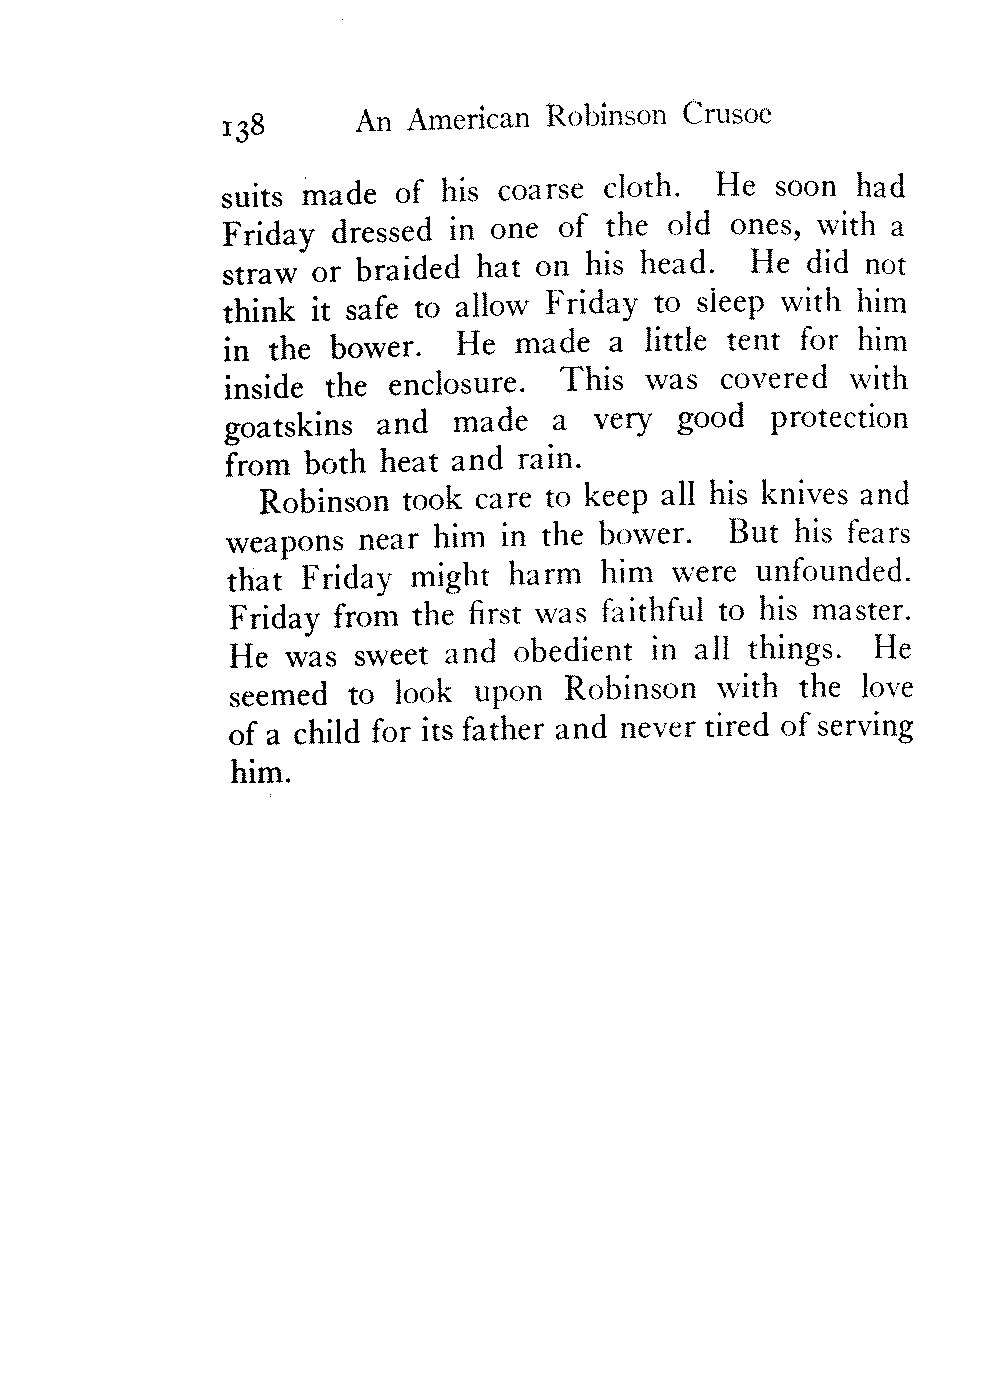 138 An American Robinson Crusoe
suits made of his coarse cloth. He soon had
Friday dressed in one of the old ones, with a
straw or braided hat on his head. He did not
think it safe to allow Friday to sleep with him
in the bower. He made a little tent for him
inside the enclosure. This was covered with
goatskins and made a very good protection
from both heat and rain.
Robinson took care to keep all his knives and
weapons near him in the bower. But his fears
that Friday might harm him were unfounded.
Friday from the first was faithful to his master.
He was sweet and obedient in all things. He
seemed to look upon Robinson with the love
of a child for its father and never tired of serving
him.